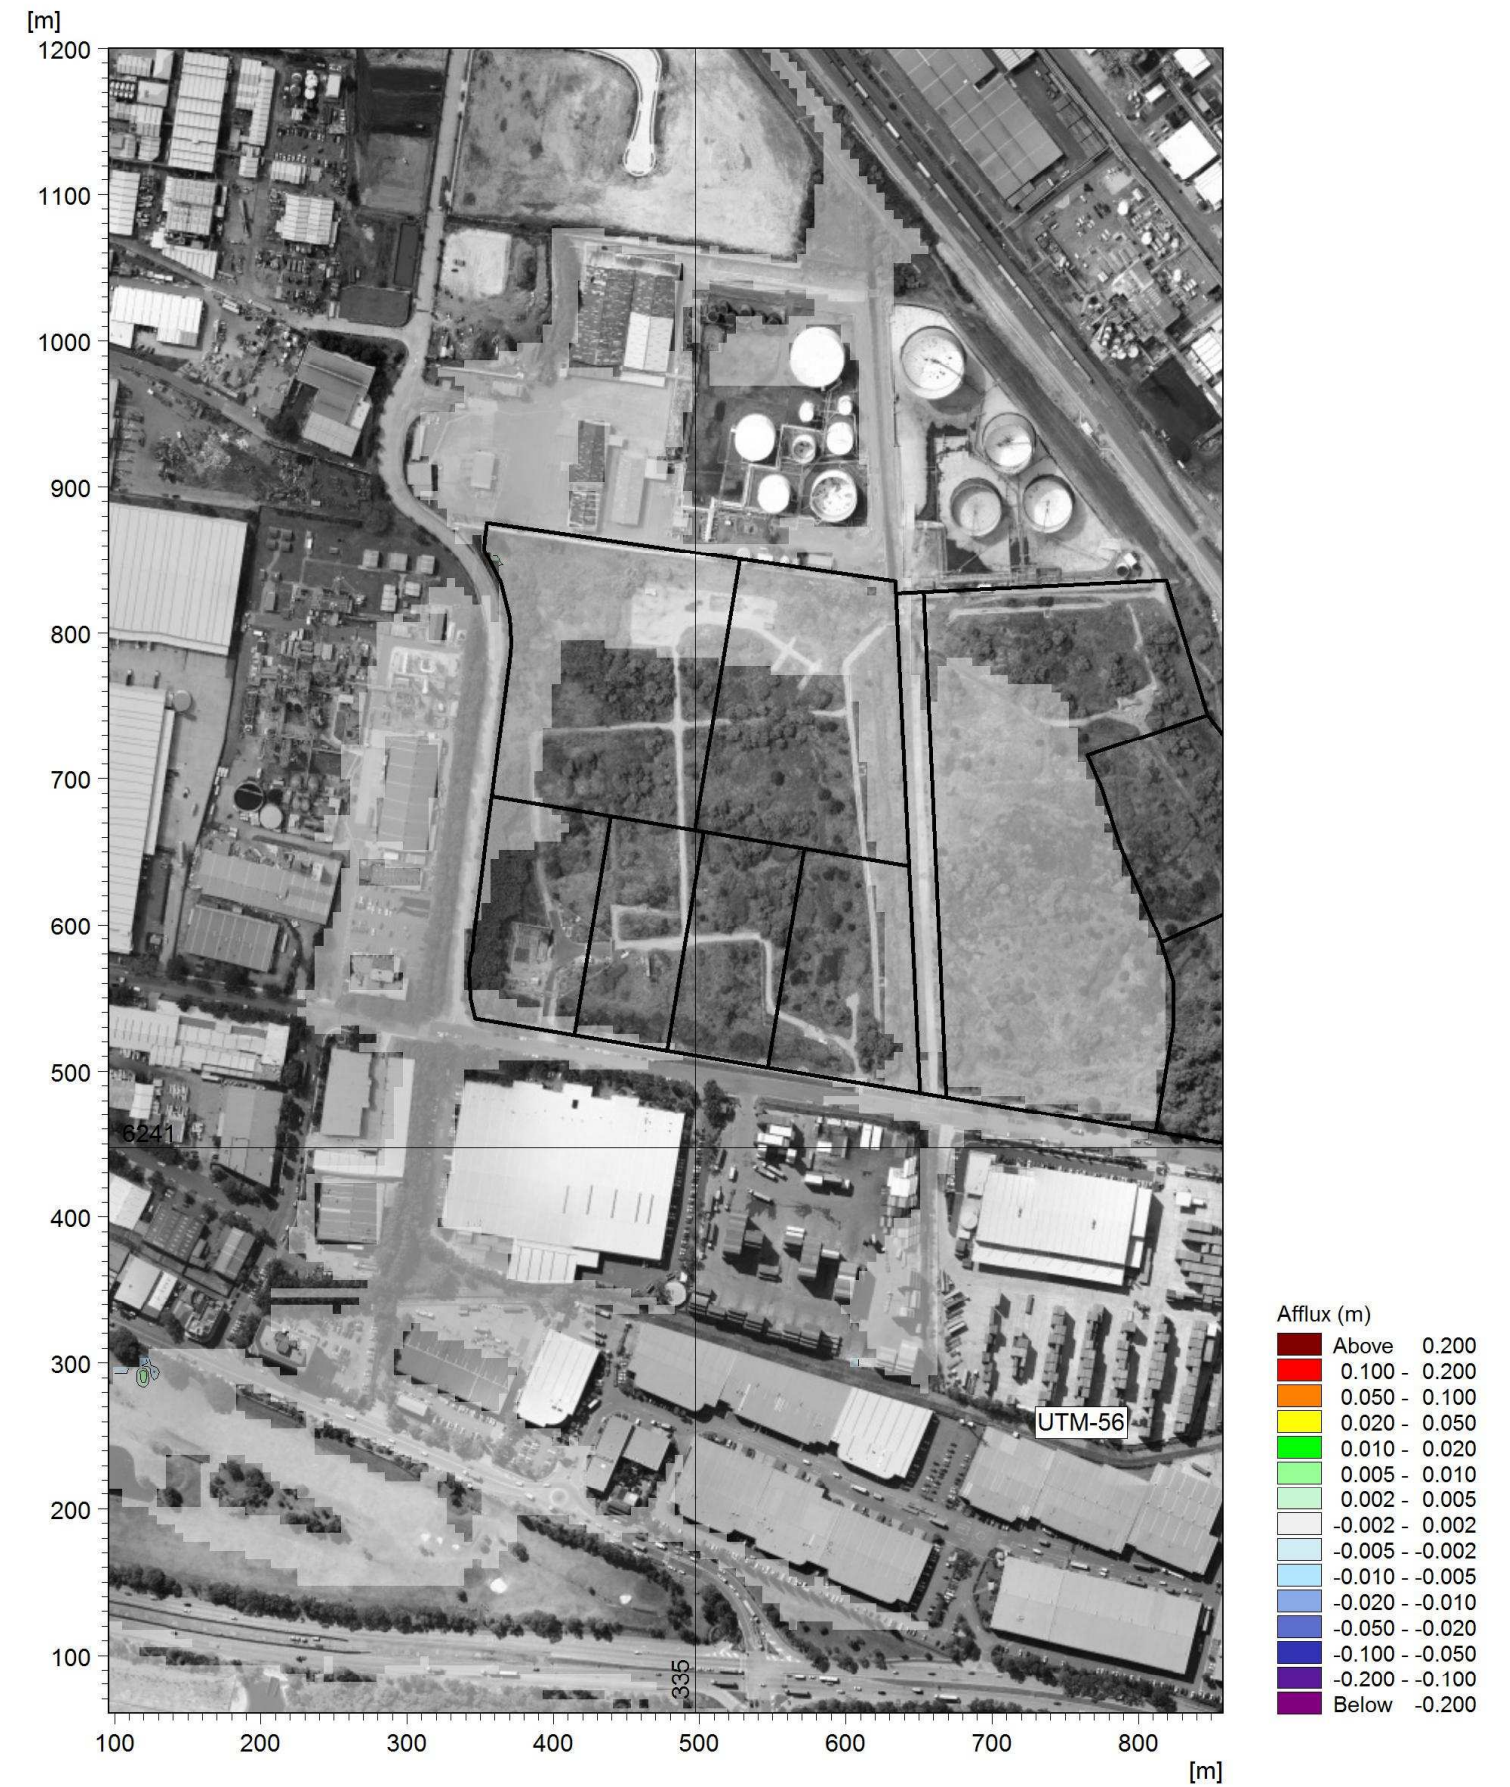 [m]
1200
1100
1000
900
800
700
600
500
6241
400
300
200
100
335
UTM-56
100 200 300 400 500 600 700 800
[m]
Afflux (m)
Above 0.200
0.100 - 0.200
0.050 - 0.100
0.020 - 0.050
0.010 - 0.020
0.005 - 0.010
0.002 - 0.005
-0.002 - 0.002
-0.005 - -0.002
-0.010 - -0.005
-0.020 - -0.010
-0.050 - -0.020
-0.100 - -0.050
-0.200 - -0.100
Below -0.200